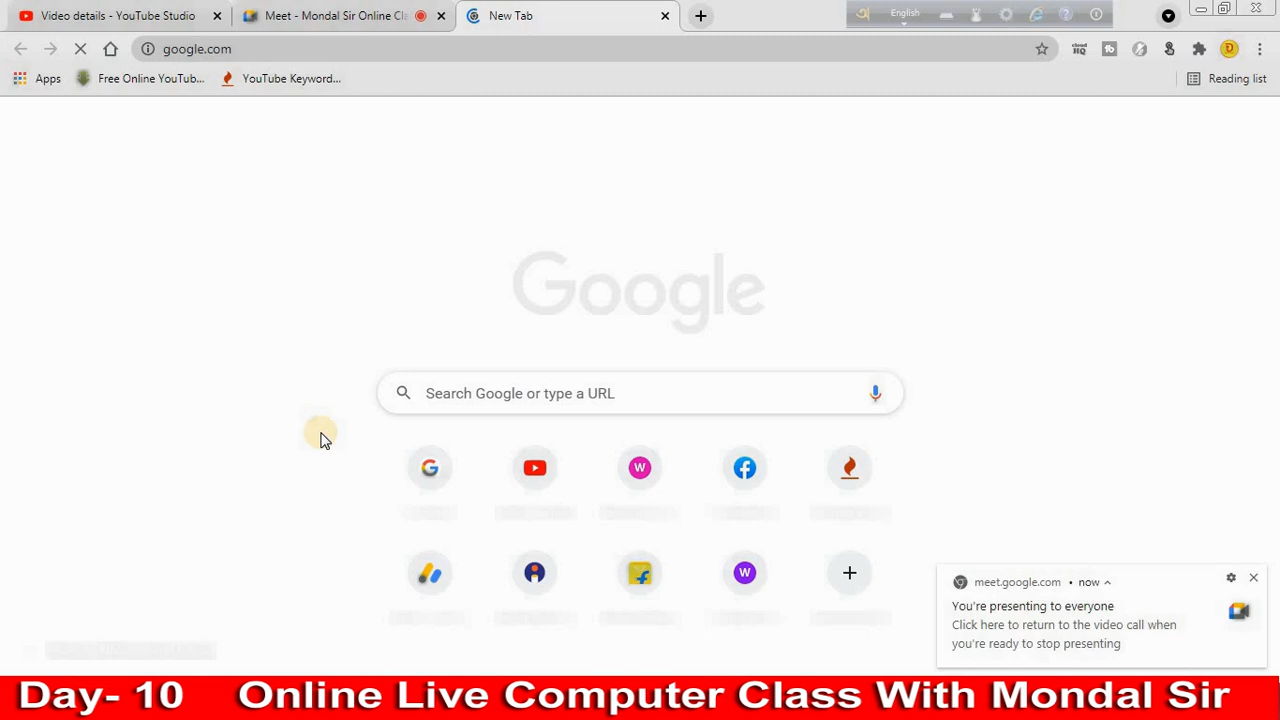 Video details - YouTube Studio
Meet - Mondal Sir Online Cl
New Tab
English
google.com
Apps
Free Online YouTub...
YouTube Keyword...
Reading list
Google
Search Google or type a URL
W
W
meet.google.com • now
You're presenting to everyone
Click here to return to the video call when
you're ready to stop presenting
Day- 10 Online Live Computer Class With Mondal Sir